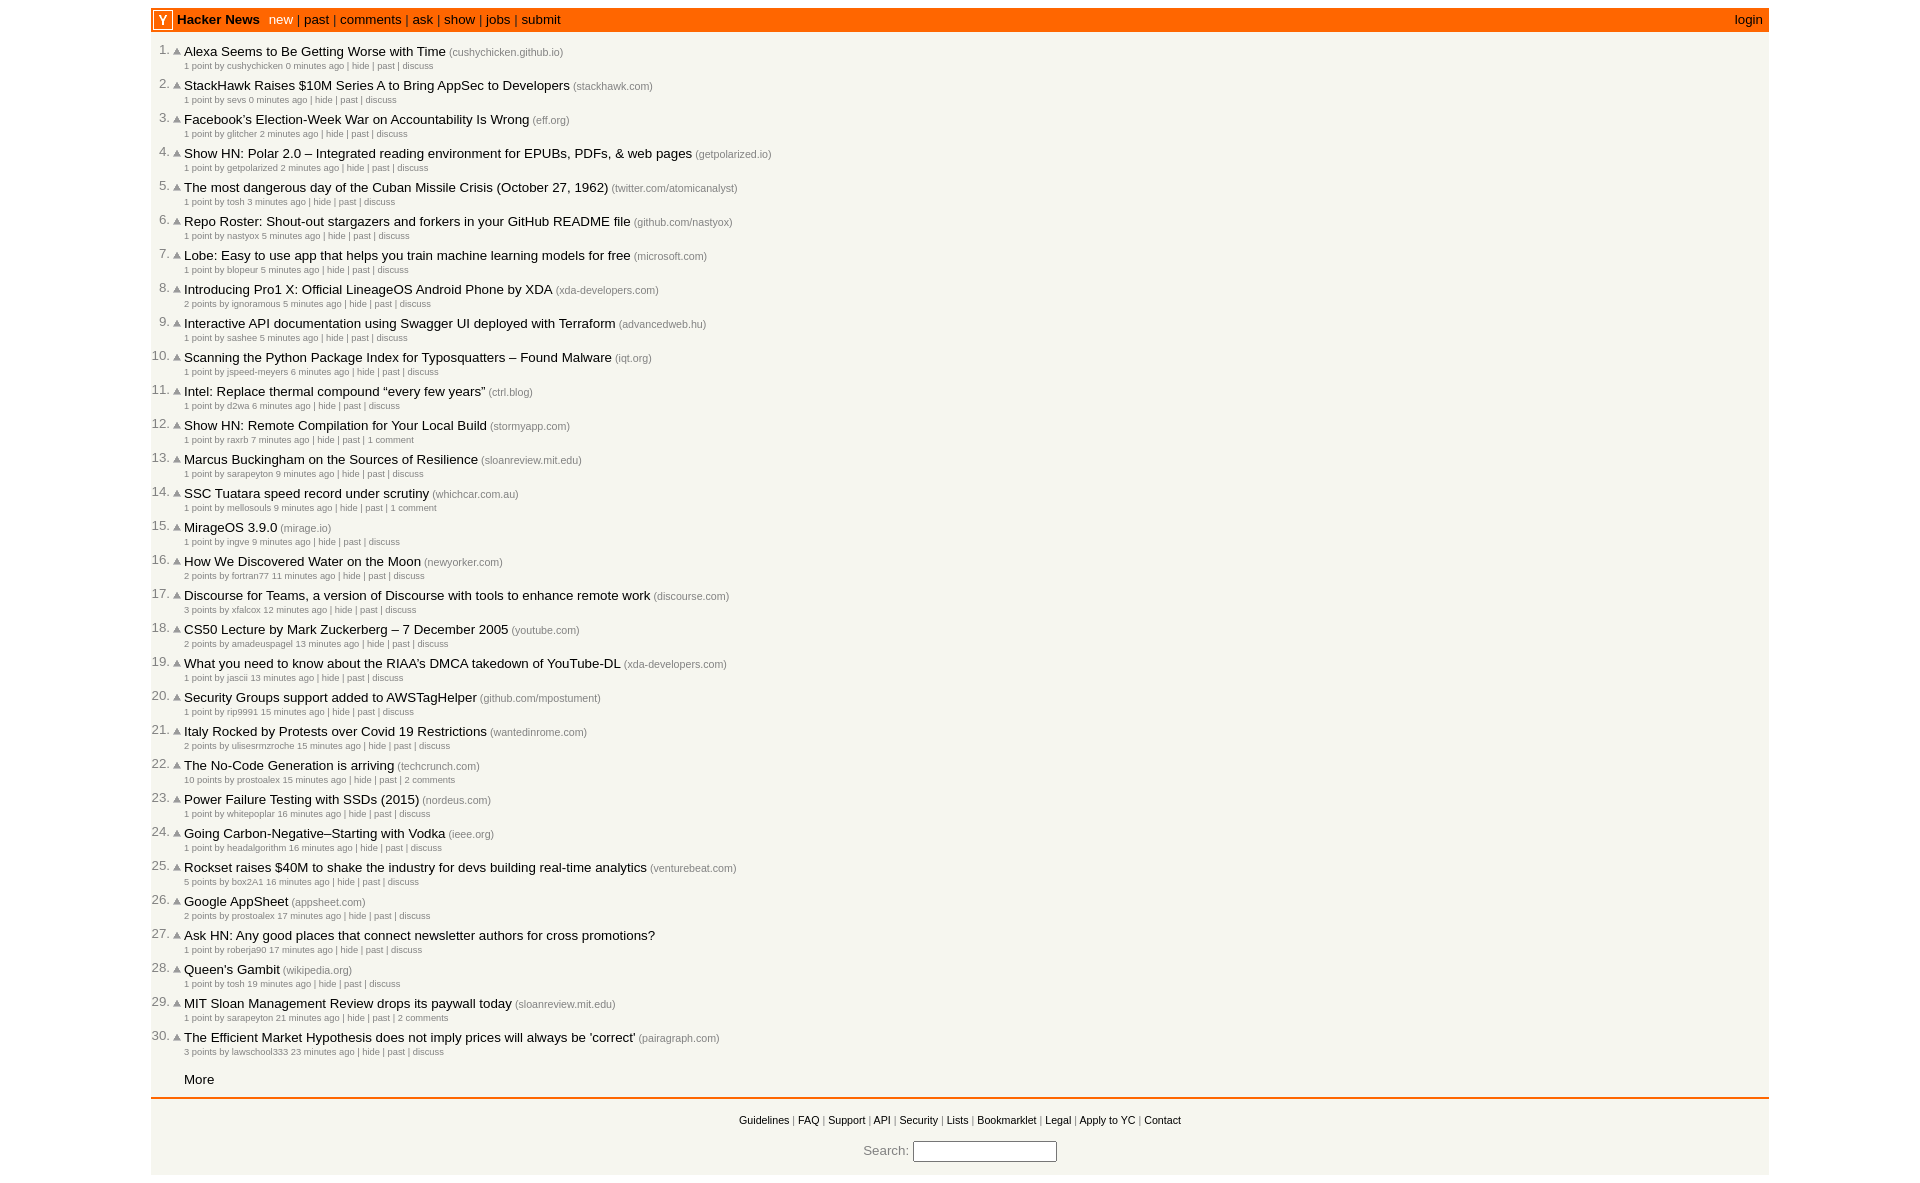 Y Hacker News new | past | comments | ask | show | jobs | submit login
1. Alexa Seems to Be Getting Worse with Time (cushychicken.github.io)
1 point by cushychicken 0 minutes ago | hide | past | discuss
2. StackHawk Raises $10M Series A to Bring AppSec to Developers (stackhawk.com)
1 point by sevs 0 minutes ago | hide | past | discuss
3. Facebook’s Election-Week War on Accountability Is Wrong (eff.org)
1 point by glitcher 2 minutes ago | hide | past | discuss
4. Show HN: Polar 2.0 – Integrated reading environment for EPUBs, PDFs, & web pages (getpolarized.io)
1 point by getpolarized 2 minutes ago | hide | past | discuss
5. The most dangerous day of the Cuban Missile Crisis (October 27, 1962) (twitter.com/atomicanalyst)
1 point by tosh 3 minutes ago | hide | past | discuss
6. Repo Roster: Shout-out stargazers and forkers in your GitHub README file (github.com/nastyox)
1 point by nastyox 5 minutes ago | hide | past | discuss
7. Lobe: Easy to use app that helps you train machine learning models for free (microsoft.com)
1 point by blopeur 5 minutes ago | hide | past | discuss
8. Introducing Pro1 X: Official LineageOS Android Phone by XDA (xda-developers.com)
2 points by ignoramous 5 minutes ago | hide | past | discuss
9. Interactive API documentation using Swagger UI deployed with Terraform (advancedweb.hu)
1 point by sashee 5 minutes ago | hide | past | discuss
10. Scanning the Python Package Index for Typosquatters – Found Malware (iqt.org)
1 point by jspeed-meyers 6 minutes ago | hide | past | discuss
11. Intel: Replace thermal compound “every few years” (ctrl.blog)
1 point by d2wa 6 minutes ago | hide | past | discuss
12. Show HN: Remote Compilation for Your Local Build (stormyapp.com)
1 point by raxrb 7 minutes ago | hide | past | 1 comment
13. Marcus Buckingham on the Sources of Resilience (sloanreview.mit.edu)
1 point by sarapeyton 9 minutes ago | hide | past | discuss
14. SSC Tuatara speed record under scrutiny (whichcar.com.au)
1 point by mellosouls 9 minutes ago | hide | past | 1 comment
15. MirageOS 3.9.0 (mirage.io)
1 point by ingve 9 minutes ago | hide | past | discuss
16. How We Discovered Water on the Moon (newyorker.com)
2 points by fortran77 11 minutes ago | hide | past | discuss
17. Discourse for Teams, a version of Discourse with tools to enhance remote work (discourse.com)
3 points by xfalcox 12 minutes ago | hide | past | discuss
18. CS50 Lecture by Mark Zuckerberg – 7 December 2005 (youtube.com)
2 points by amadeuspagel 13 minutes ago | hide | past | discuss
19. What you need to know about the RIAA’s DMCA takedown of YouTube-DL (xda-developers.com)
1 point by jascii 13 minutes ago | hide | past | discuss
20. Security Groups support added to AWSTagHelper (github.com/mpostument)
1 point by rip9991 15 minutes ago | hide | past | discuss
21. Italy Rocked by Protests over Covid 19 Restrictions (wantedinrome.com)
2 points by ulisesrmzroche 15 minutes ago | hide | past | discuss
22. The No-Code Generation is arriving (techcrunch.com)
10 points by prostoalex 15 minutes ago | hide | past | 2 comments
23. Power Failure Testing with SSDs (2015) (nordeus.com)
1 point by whitepoplar 16 minutes ago | hide | past | discuss
24. Going Carbon-Negative–Starting with Vodka (ieee.org)
1 point by headalgorithm 16 minutes ago | hide | past | discuss
25. Rockset raises $40M to shake the industry for devs building real-time analytics (venturebeat.com)
5 points by box2A1 16 minutes ago | hide | past | discuss
26. Google AppSheet (appsheet.com)
2 points by prostoalex 17 minutes ago | hide | past | discuss
27. Ask HN: Any good places that connect newsletter authors for cross promotions?
1 point by roberja90 17 minutes ago | hide | past | discuss
28. Queen's Gambit (wikipedia.org)
1 point by tosh 19 minutes ago | hide | past | discuss
29. MIT Sloan Management Review drops its paywall today (sloanreview.mit.edu)
1 point by sarapeyton 21 minutes ago | hide | past | 2 comments
30. The Efficient Market Hypothesis does not imply prices will always be 'correct' (pairagraph.com)
3 points by lawschool333 23 minutes ago | hide | past | discuss
More
Guidelines | FAQ | Support | API | Security | Lists | Bookmarklet | Legal | Apply to YC | Contact
Search: